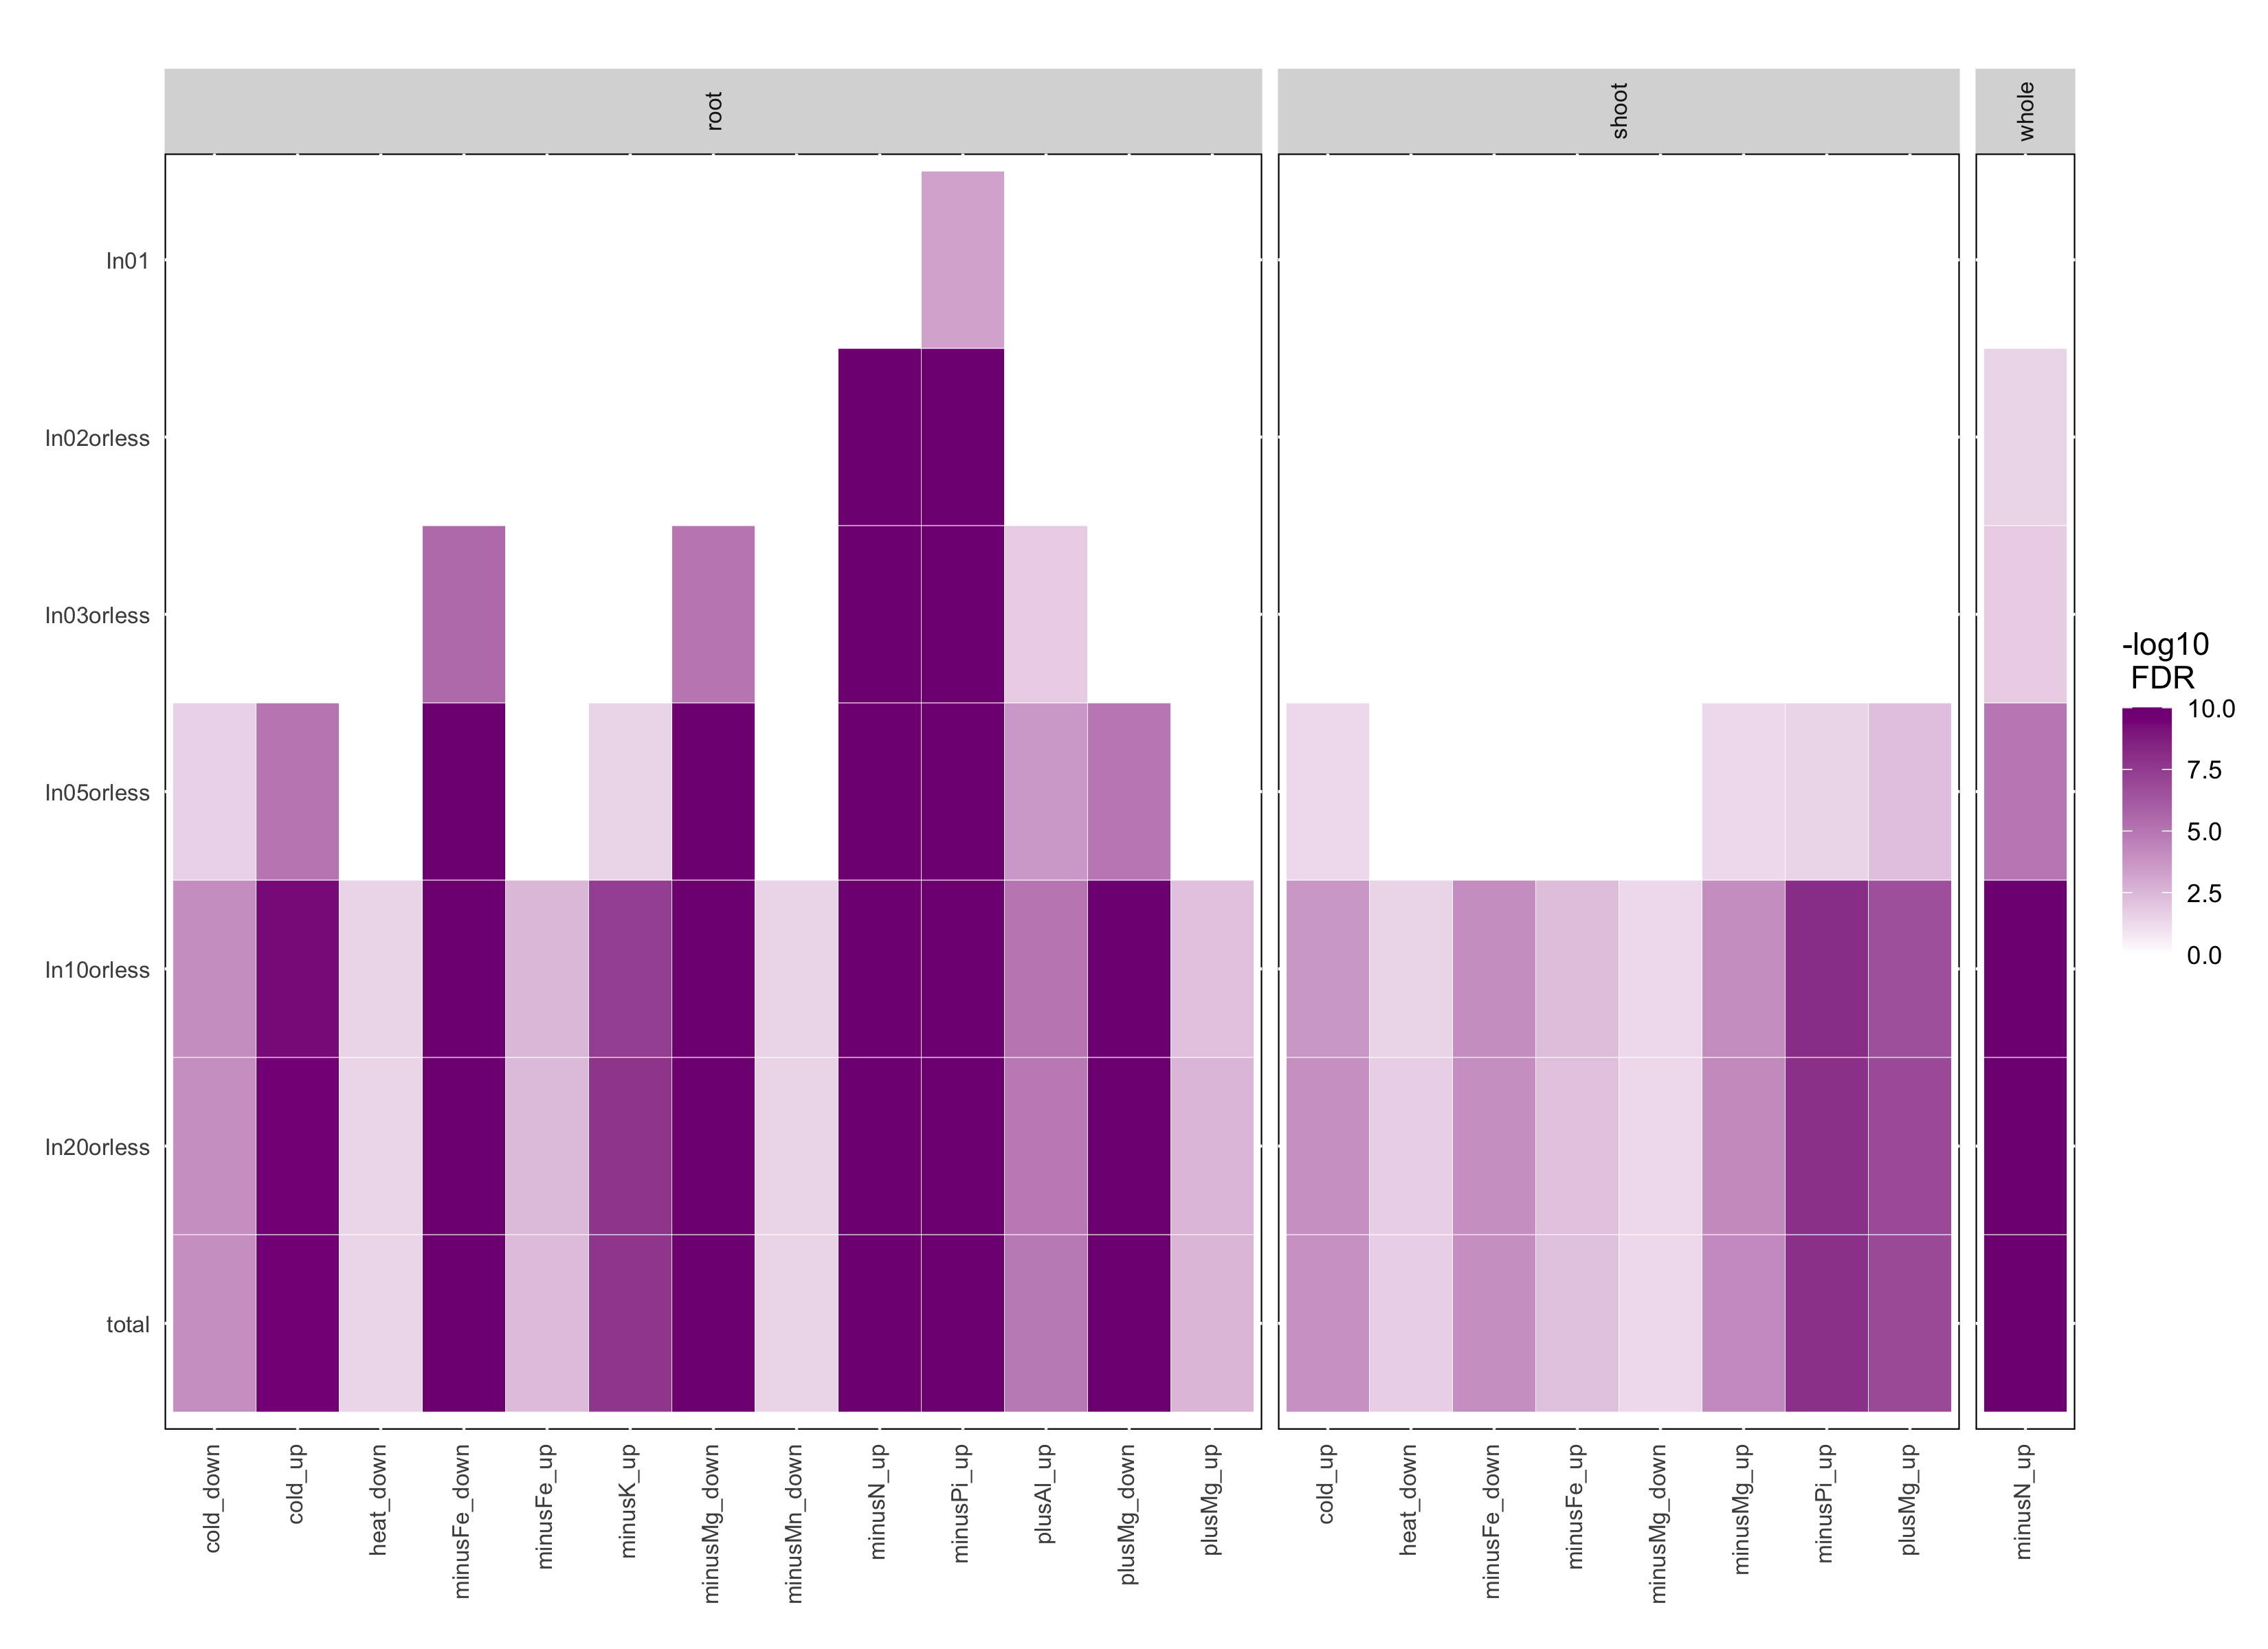 root
shoot
whole
In01
In02orless
In03orless
In05orless
In10orless
In20orless
total
cold_down
cold_up
heat_down
minusFe_down
minusFe_up
minusK_up
minusMg_down
minusMn_down
minusN_up
minusPi_up
plusAl_up
plusMg_down
plusMg_up
cold_up
heat_down
minusFe_down
minusFe_up
minusMg_down
minusMg_up
minusPi_up
plusMg_up
minusN_up
-log10
FDR
10.0
7.5
5.0
2.5
0.0